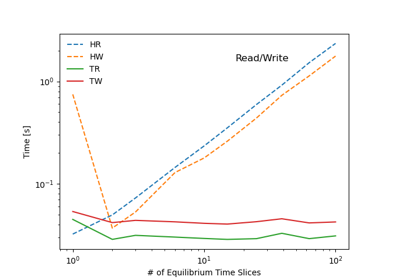 HR
HW
TR
TW
Read/Write
10⁰
10⁻¹
Time [s]
10⁰
10¹
10²
# of Equilibrium Time Slices